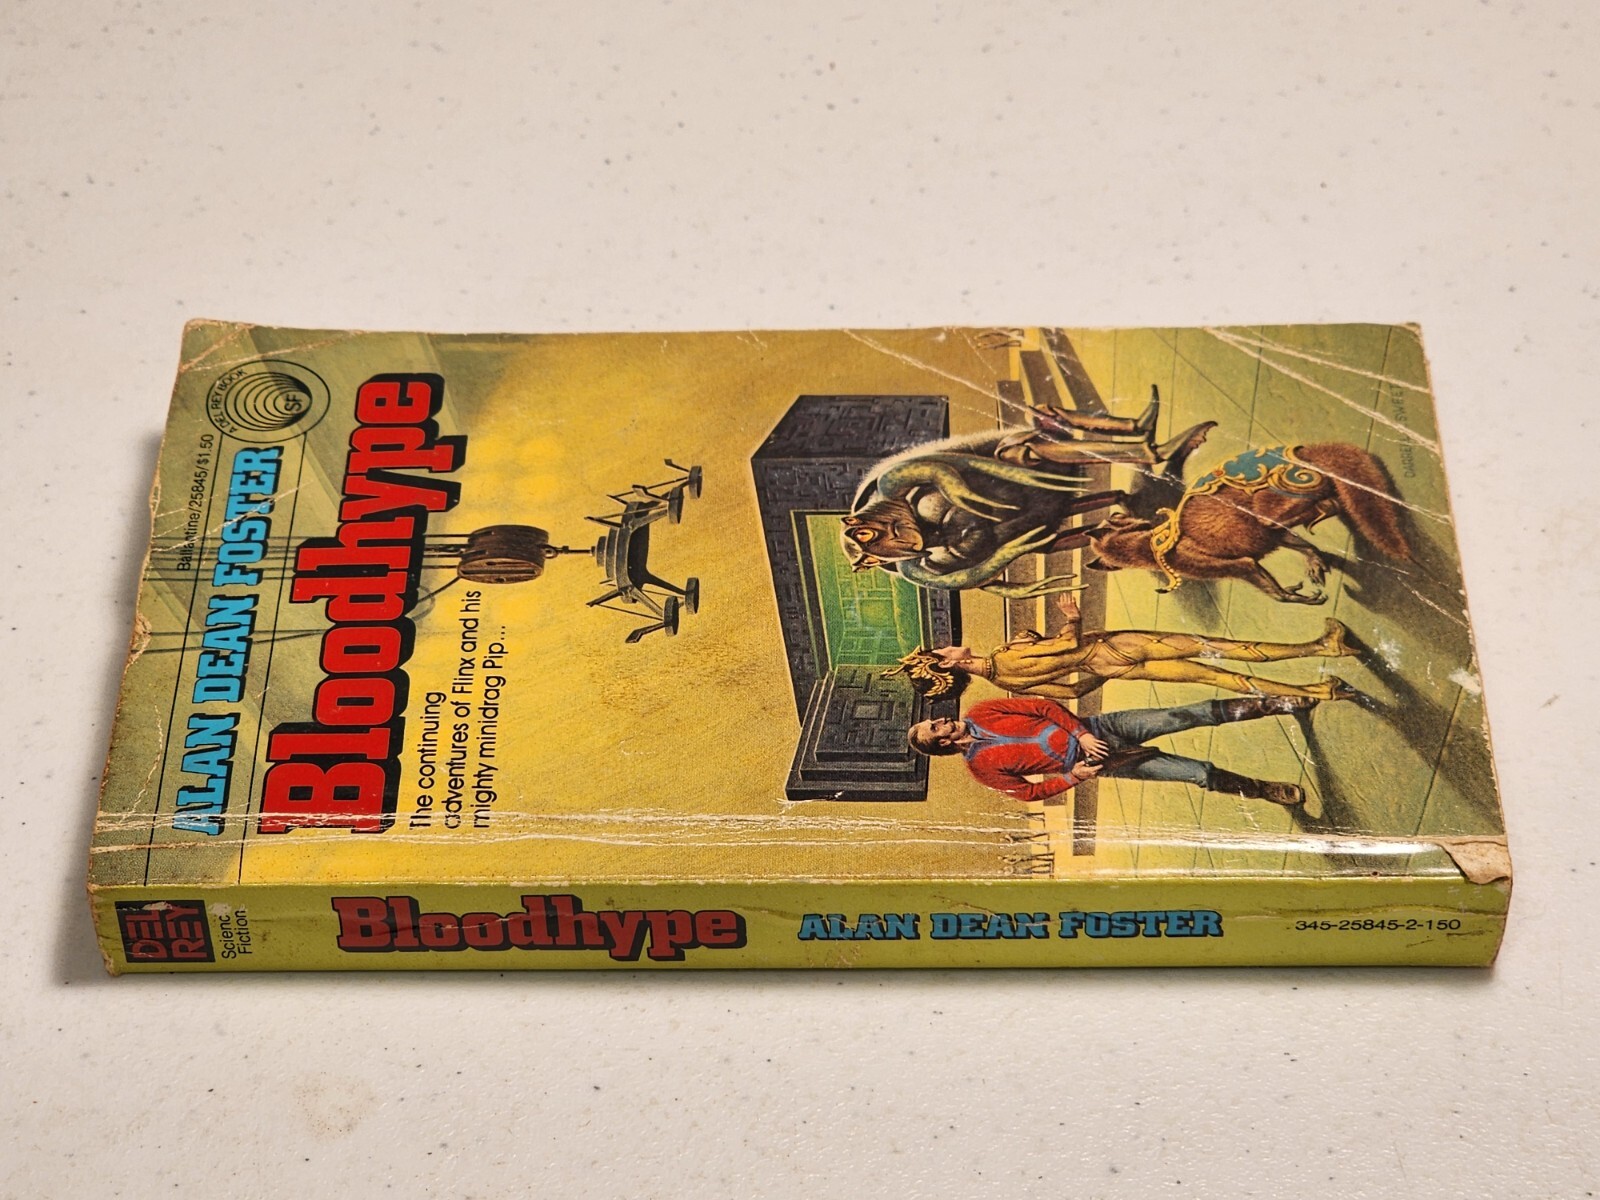 A DEL REY BOOK
SF
Ballantine/25845/$1.50
ALAN DEAN FOSTER
Bloodhype
The continuing
adventures of Flinx and his
mighty minidrag Pip...
SWEET
DEL
REY
Science
Fiction
Bloodhype
ALAN DEAN FOSTER
345-25845-2-150